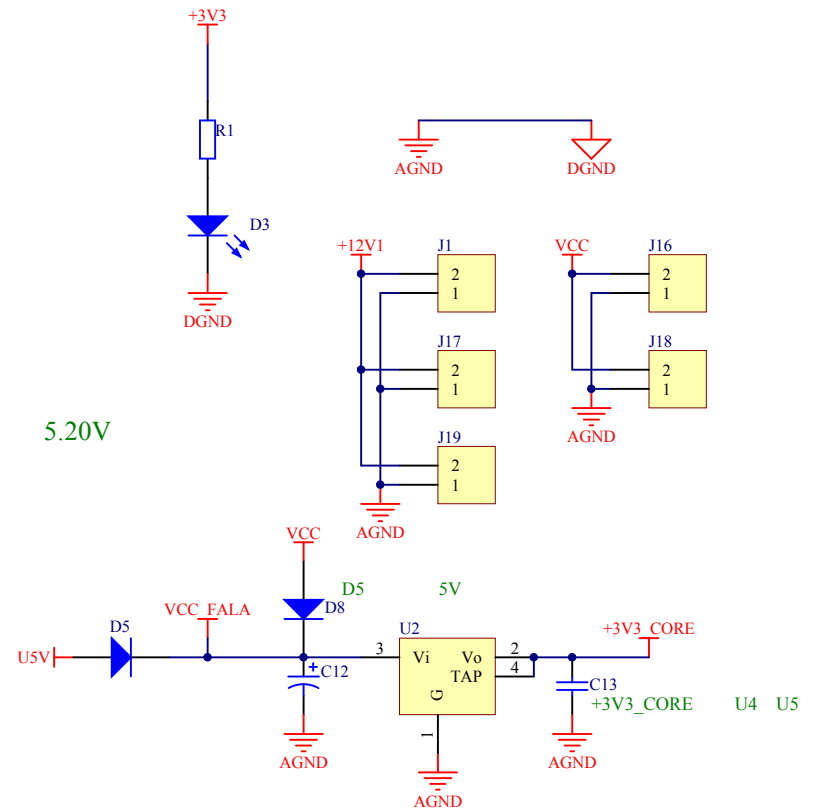 +3V3
R1
D3
DGND
AGND
DGND
+12V1
J1
2
1
J17
2
1
J19
2
1
AGND
VCC
J16
2
1
J18
2
1
AGND
5.20V
VCC
D5 5V
D8
VCC_FALA
D5
U5V
C12
AGND
U2
3 Vi Vo 2
TAP 4
G
1
AGND
+3V3_CORE
C13
+3V3_CORE U4 U5
AGND